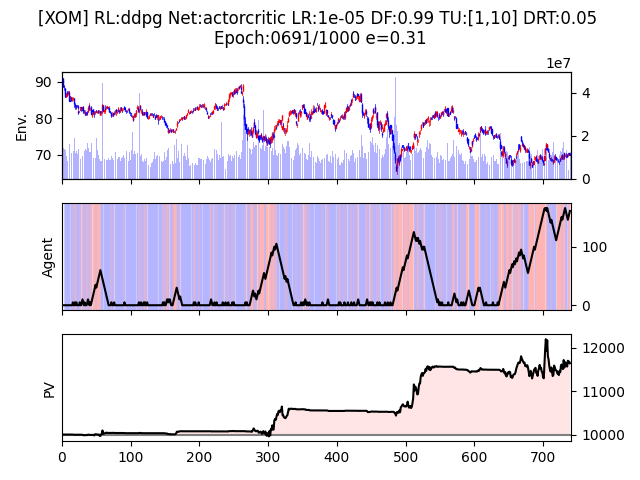 [XOM] RL:ddpg Net:actorcritic LR:1e-05 DF:0.99 TU:[1,10] DRT:0.05
Epoch:0691/1000 e=0.31
1e7
90
80
70
Env.
4
2
0
Agent
100
0
PV
12000
11000
10000
0 100 200 300 400 500 600 700